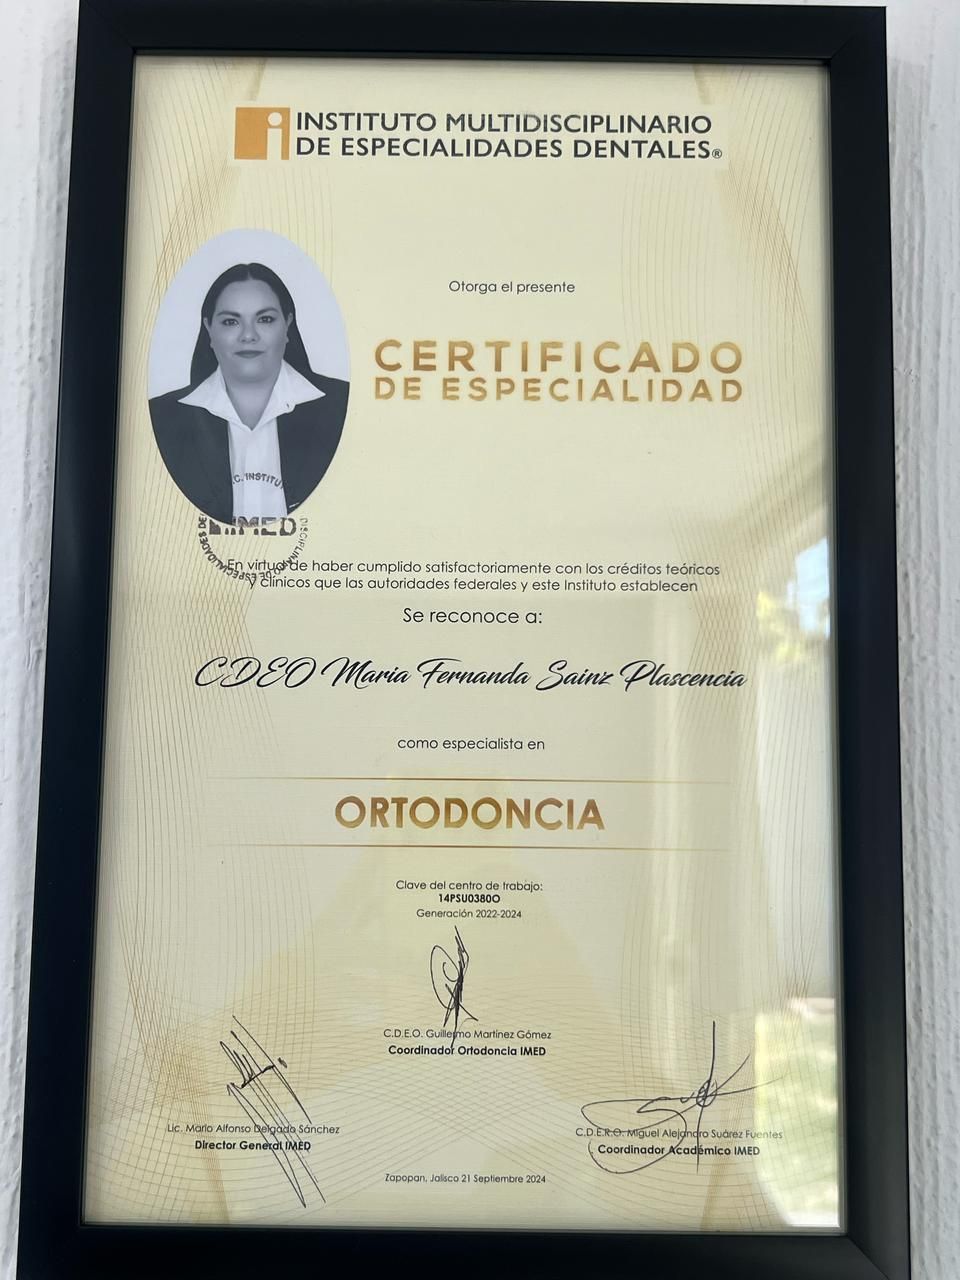 INSTITUTO MULTIDISCIPLINARIO
DE ESPECIALIDADES DENTALES®
Otorga el presente
CERTIFICADO
DE ESPECIALIDAD
IMED
En virtud de haber cumplido satisfactoriamente con los créditos teóricos
y clínicos que las autoridades federales y este Instituto establecen
Se reconoce a:
CDEO Maria Fernanda Sainz Plascencia
como especialista en
ORTODONCIA
Clave del centro de trabajo:
14PSU0380O
Generación 2022-2024
C.D.E.O. Guillermo Martínez Gómez
Coordinador Ortodoncia IMED
Lic. Mario Alfonso Delgado Sánchez
Director General IMED
C.D.E.R.O. Miguel Alejandro Suárez Fuentes
Coordinador Académico IMED
Zapopan, Jalisco 21 Septiembre 2024